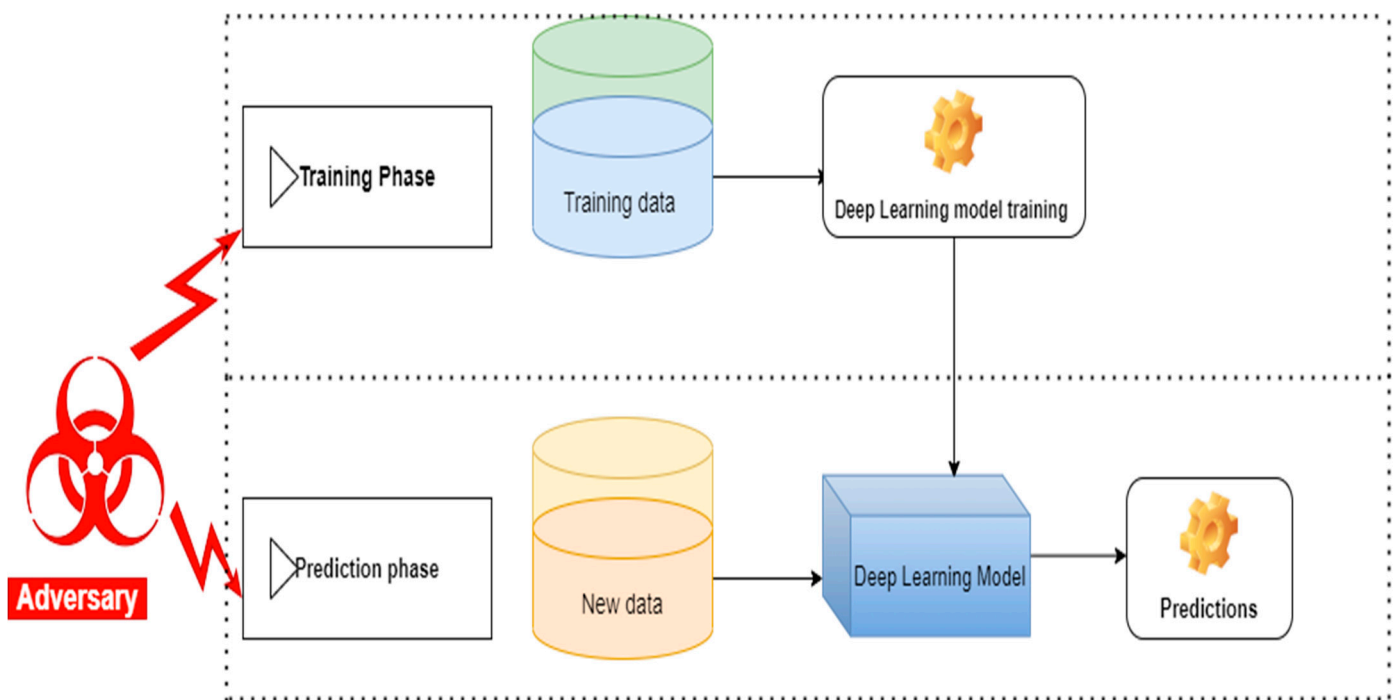 Training Phase
Training data
Deep Learning model training
Adversary
Prediction phase
New data
Deep Learning Model
Predictions